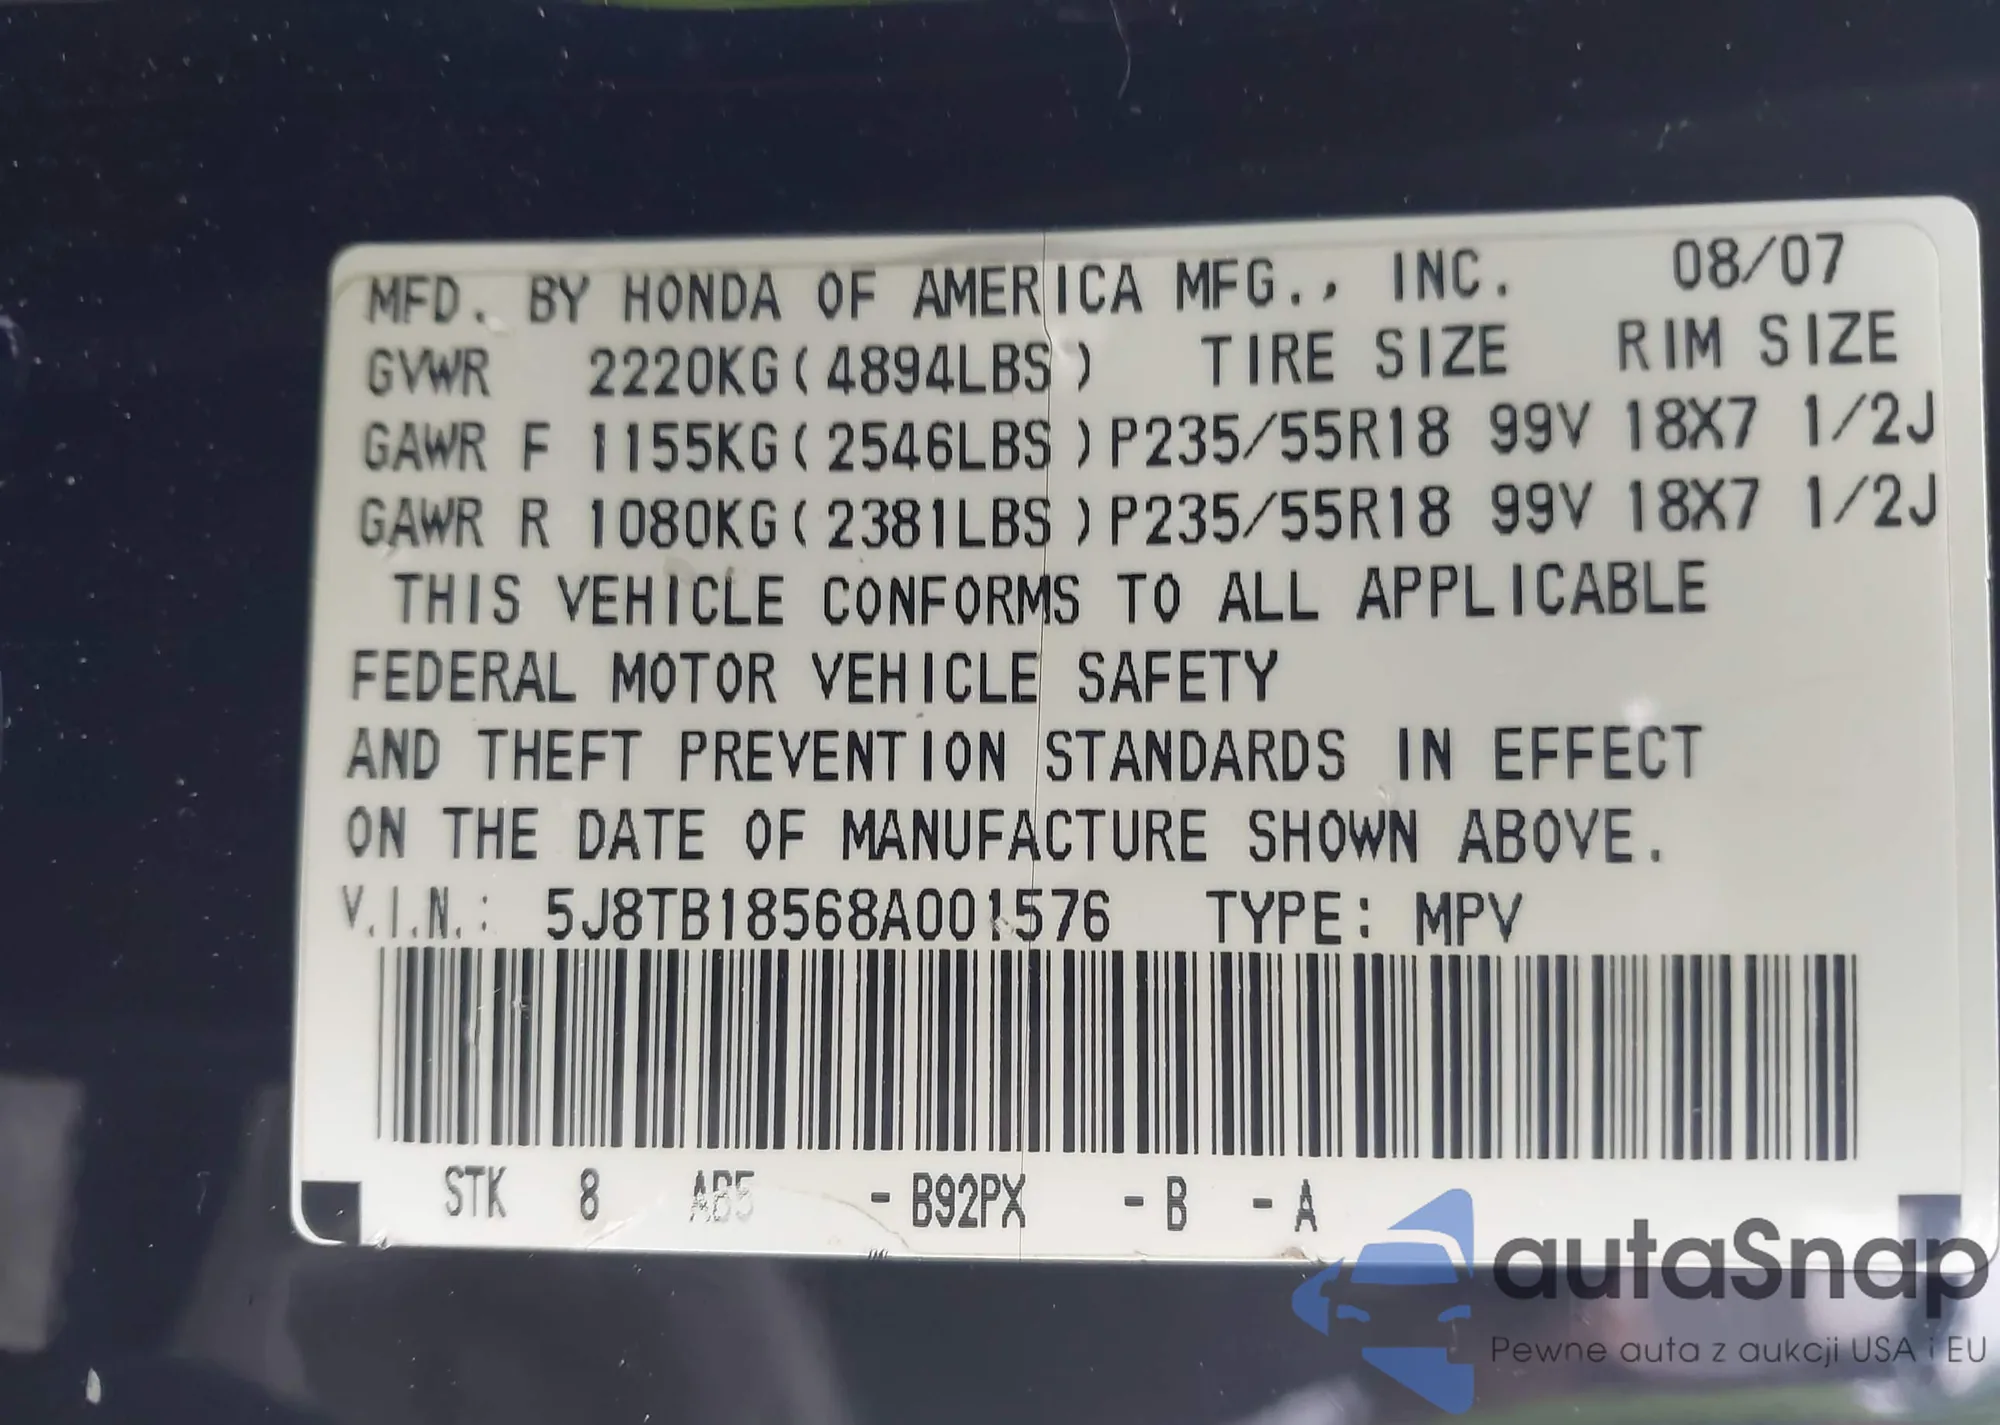 MFD. BY HONDA OF AMERICA MFG., INC. 08/07
GVWR 2220KG(4894LBS) TIRE SIZE RIM SIZE
GAWR F 1155KG(2546LBS)P235/55R18 99V 18X7 1/2J
GAWR R 1080KG(2381LBS)P235/55R18 99V 18X7 1/2J
THIS VEHICLE CONFORMS TO ALL APPLICABLE
FEDERAL MOTOR VEHICLE SAFETY
AND THEFT PREVENTION STANDARDS IN EFFECT
ON THE DATE OF MANUFACTURE SHOWN ABOVE.
V.I.N.: 5J8TB18568A001576 TYPE: MPV
STK 8 AB5 - B92PX - B - A
autaSnap
Pewne auta z aukcji USA i EU